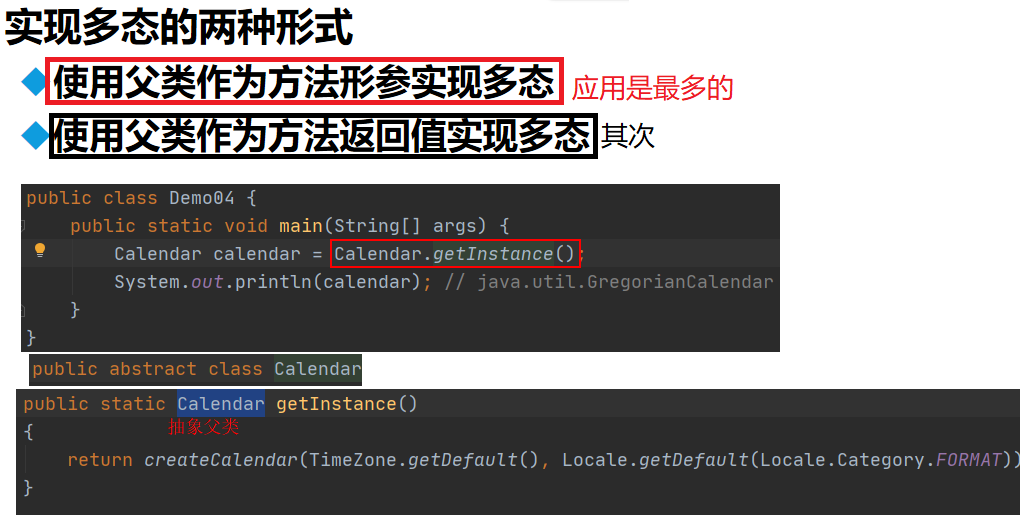 实现多态的两种形式
使用父类作为方法形参实现多态 应用是最多的
使用父类作为方法返回值实现多态 其次
public class Demo04 {
public static void main(String[] args) {
Calendar calendar = Calendar.getInstance();
System.out.println(calendar); // java.util.GregorianCalendar
}
}
public abstract class Calendar
public static Calendar getInstance()
抽象父类
{
return createCalendar(TimeZone.getDefault(), Locale.getDefault(Locale.Category.FORMAT))
}